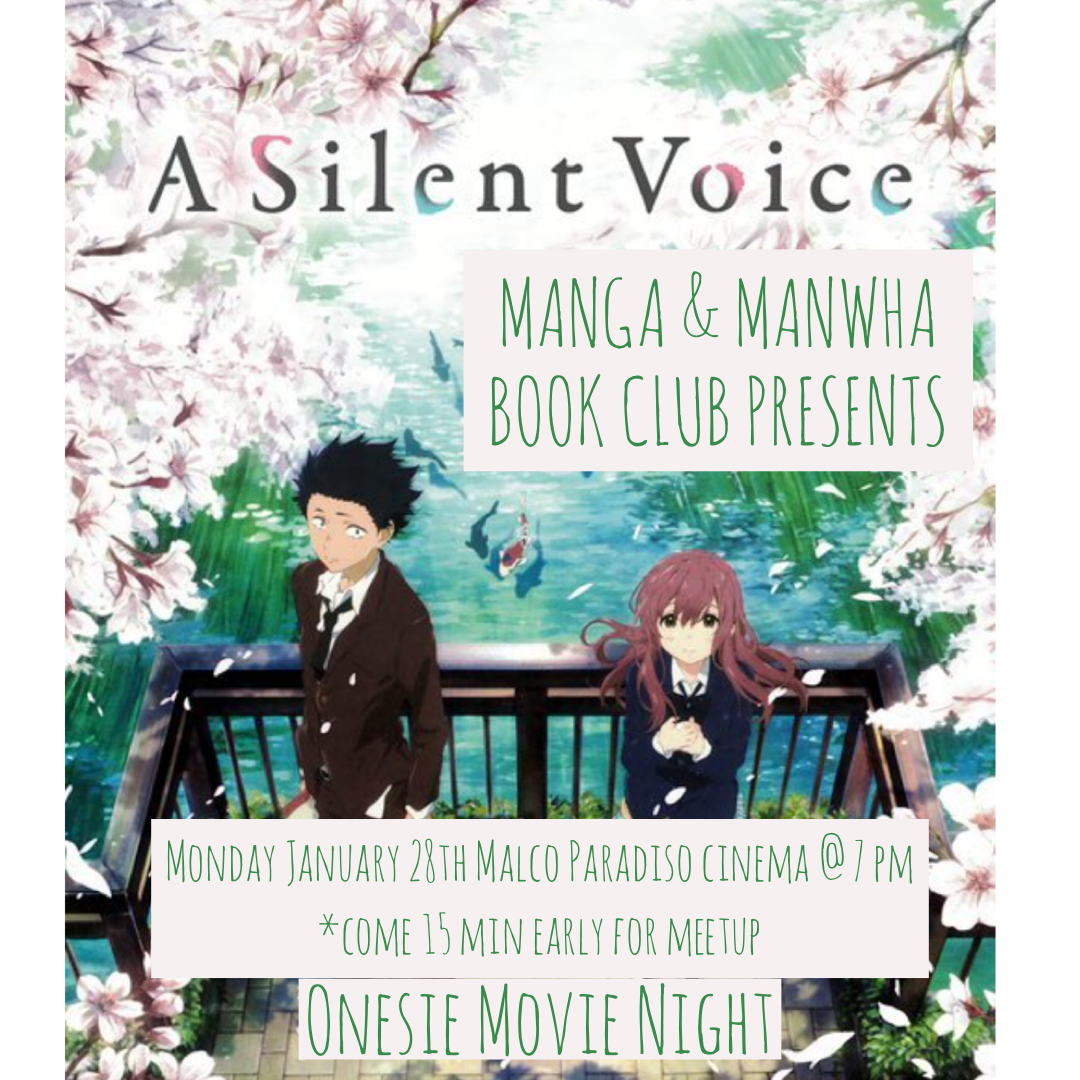 A Silent Voice
MANGA & MANWHA
BOOK CLUB PRESENTS
Monday January 28th Malco Paradiso cinema @ 7 pm
*come 15 min early for meetup
Onesie Movie Night